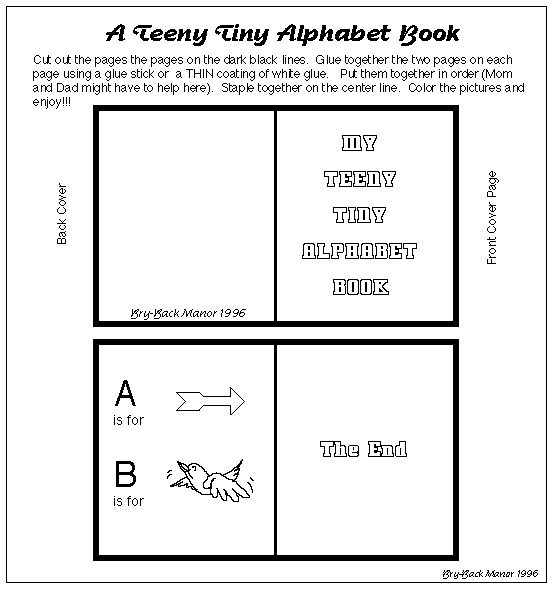 A Teeny Tiny Alphabet Book
Cut out the pages the pages on the dark black lines. Glue together the two pages on each
page using a glue stick or a THIN coating of white glue. Put them together in order (Mom
and Dad might have to help here). Staple together on the center line. Color the pictures and
enjoy!!!
Back Cover
MY
TEENY
TINY
ALPHABET
BOOK
Front Cover Page
Bry-Back Manor 1996
A
is for
B
is for
The End
Bry-Back Manor 1996